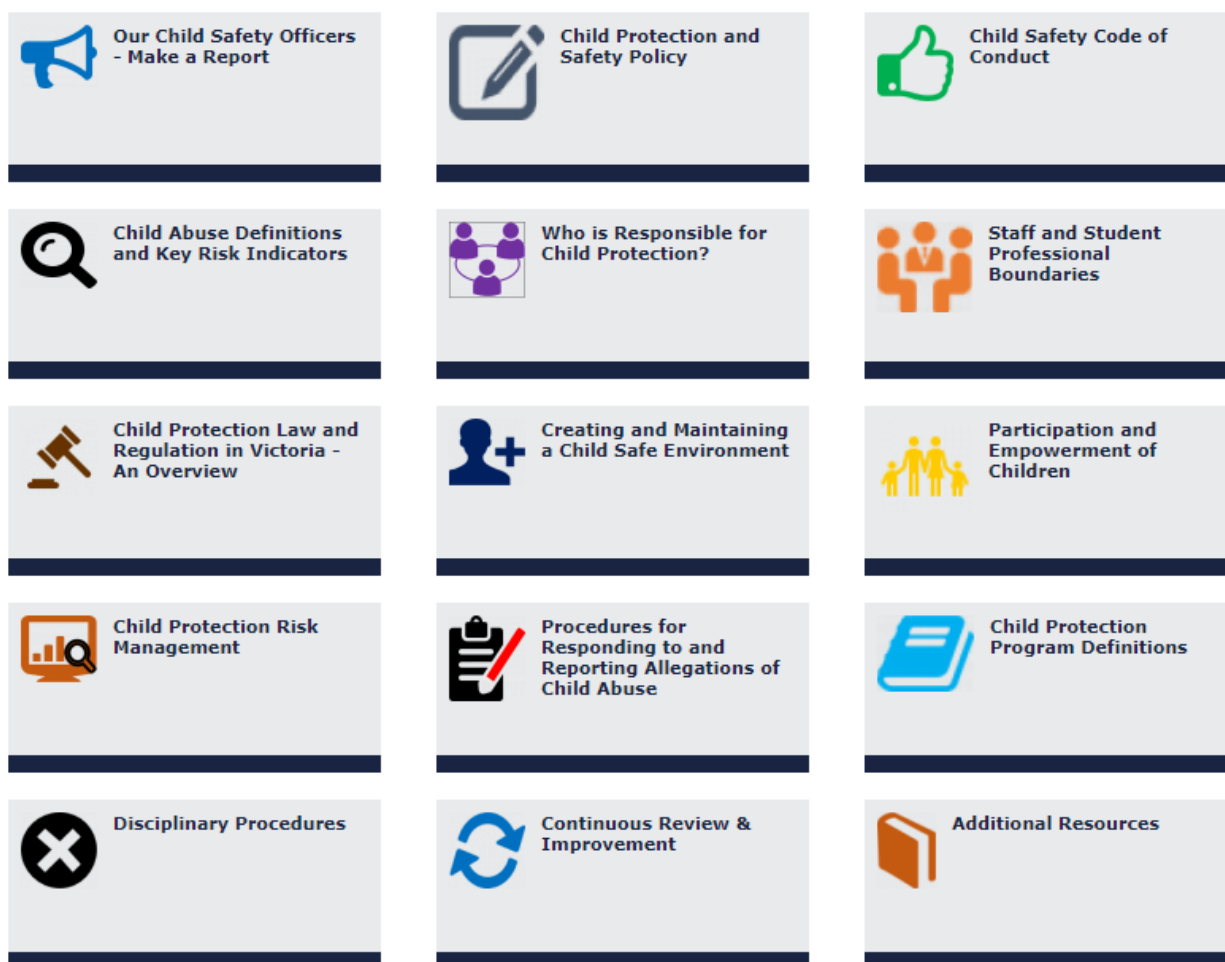 Our Child Safety Officers
- Make a Report
Child Protection and
Safety Policy
Child Safety Code of
Conduct
Child Abuse Definitions
and Key Risk Indicators
Who is Responsible for
Child Protection?
Staff and Student
Professional
Boundaries
Child Protection Law and
Regulation in Victoria -
An Overview
Creating and Maintaining
a Child Safe Environment
Participation and
Empowerment of
Children
Child Protection Risk
Management
Procedures for
Responding to and
Reporting Allegations of
Child Abuse
Child Protection
Program Definitions
Disciplinary Procedures
Continuous Review &
Improvement
Additional Resources